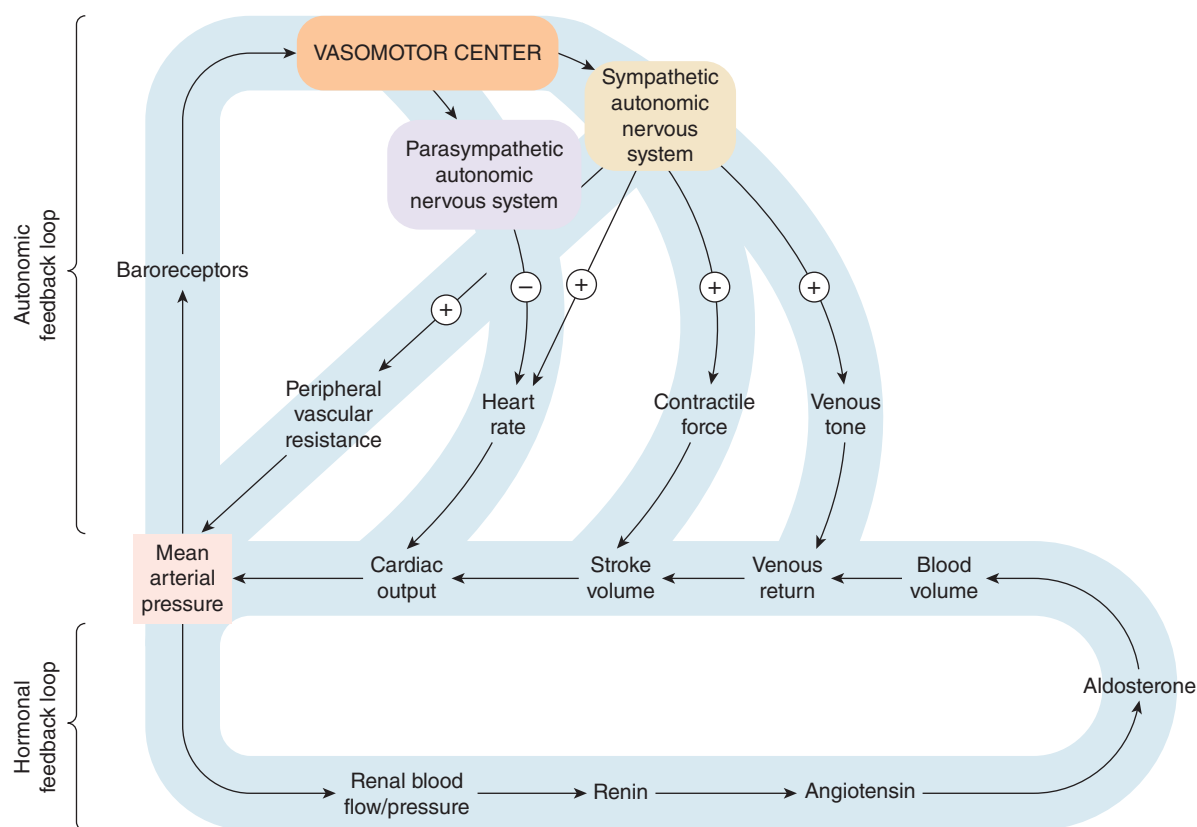 VASOMOTOR CENTER
Sympathetic
autonomic
nervous
system
Parasympathetic
autonomic
nervous system
Autonomic
feedback loop
Baroreceptors
+
−
+
+
+
Peripheral
vascular
resistance
Heart
rate
Contractile
force
Venous
tone
Mean
arterial
pressure
Cardiac
output
Stroke
volume
Venous
return
Blood
volume
Hormonal
feedback loop
Aldosterone
Renal blood
flow/pressure
Renin
Angiotensin